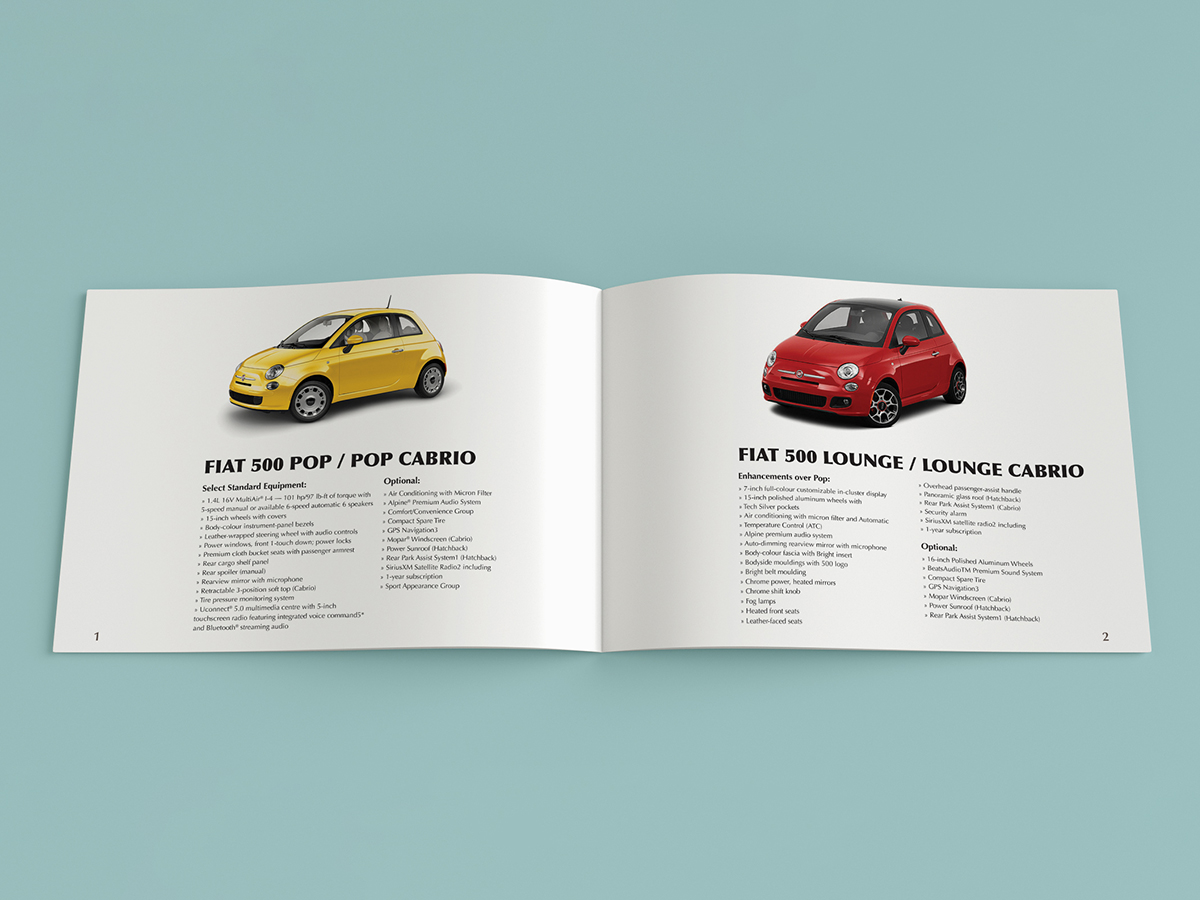 FIAT 500 POP / POP CABRIO
Select Standard Equipment:
» 1.4L 16V MultiAir® I-4 — 101 hp/97 lb-ft of torque with
5-speed manual or available 6-speed automatic 6 speakers
» 15-inch wheels with covers
» Body-colour instrument-panel bezels
» Leather-wrapped steering wheel with audio controls
» Power windows, front 1-touch down; power locks
» Premium cloth bucket seats with passenger armrest
» Rear cargo shelf panel
» Rear spoiler (manual)
» Rearview mirror with microphone
» Retractable 3-position soft top (Cabrio)
» Tire pressure monitoring system
» Uconnect® 5.0 multimedia centre with 5-inch
touchscreen radio featuring integrated voice command5*
and Bluetooth® streaming audio
Optional:
» Air Conditioning with Micron Filter
» Alpine® Premium Audio System
» Comfort/Convenience Group
» Compact Spare Tire
» GPS Navigation3
» Mopar® Windscreen (Cabrio)
» Power Sunroof (Hatchback)
» Rear Park Assist System1 (Hatchback)
» SiriusXM Satellite Radio2 including
» 1-year subscription
» Sport Appearance Group
1
FIAT 500 LOUNGE / LOUNGE CABRIO
Enhancements over Pop:
» 7-inch full-colour customizable in-cluster display
» 15-inch polished aluminum wheels with
» Tech Silver pockets
» Air conditioning with micron filter and Automatic
» Temperature Control (ATC)
» Alpine premium audio system
» Auto-dimming rearview mirror with microphone
» Body-colour fascia with Bright insert
» Bodyside mouldings with 500 logo
» Bright belt moulding
» Chrome power, heated mirrors
» Chrome shift knob
» Fog lamps
» Heated front seats
» Leather-faced seats
» Overhead passenger-assist handle
» Panoramic glass roof (Hatchback)
» Rear Park Assist System1 (Cabrio)
» Security alarm
» SiriusXM satellite radio2 including
» 1-year subscription
Optional:
» 16-inch Polished Aluminum Wheels
» BeatsAudioTM Premium Sound System
» Compact Spare Tire
» GPS Navigation3
» Mopar Windscreen (Cabrio)
» Power Sunroof (Hatchback)
» Rear Park Assist System1 (Hatchback)
2